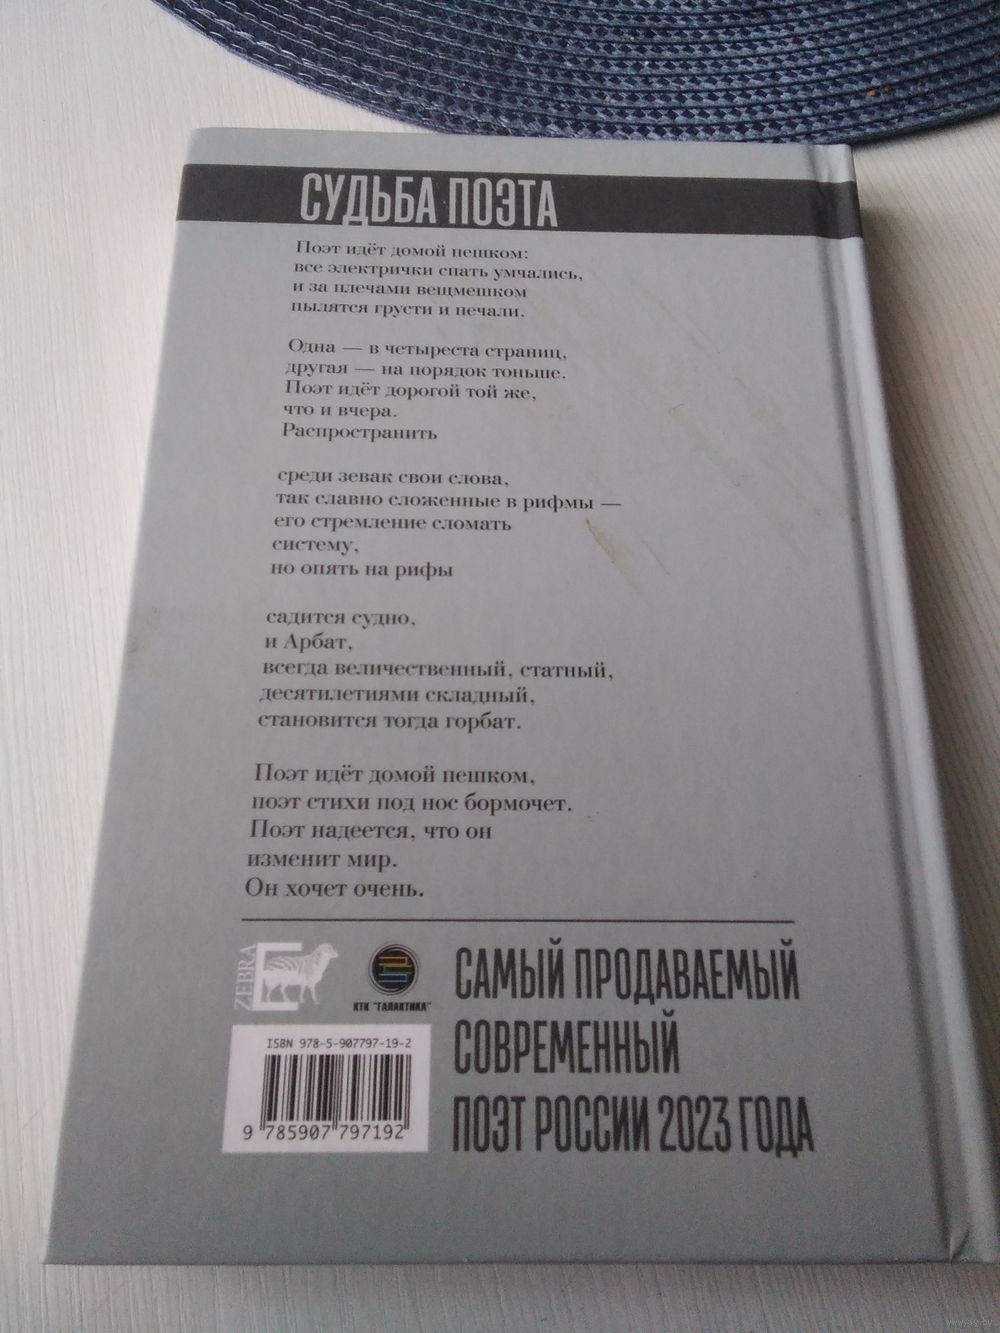 СУДЬБА ПОЭТА
Поэт идёт домой пешком:
все электрички спать умчались,
и за плечами вещмешком
пылятся грусти и печали.
Одна — в четыреста страниц,
другая — на порядок тоньше.
Поэт идёт дорогой той же,
что и вчера.
Распространить
среди зевак свои слова,
так славно сложенные в рифмы —
его стремление сломать
систему,
но опять на рифы
садится судно,
и Арбат,
всегда величественный, статный,
десятилетиями складный,
становится тогда горбат.
Поэт идёт домой пешком,
поэт стихи под нос бормочет.
Поэт надеется, что он
изменит мир.
Он хочет очень.
ZEBRA E
КТК "ГАЛАКТИКА"
САМЫЙ ПРОДАВАЕМЫЙ
СОВРЕМЕННЫЙ
ПОЭТ РОССИИ 2023 ГОДА
ISBN 978-5-907797-19-2
9 785907 797192